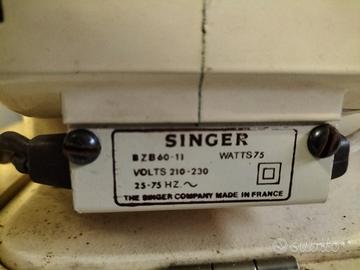 SINGER
BZB60-11 WATTS75
VOLTS 210-230
25-75 HZ. ~
THE SINGER COMPANY MADE IN FRANCE